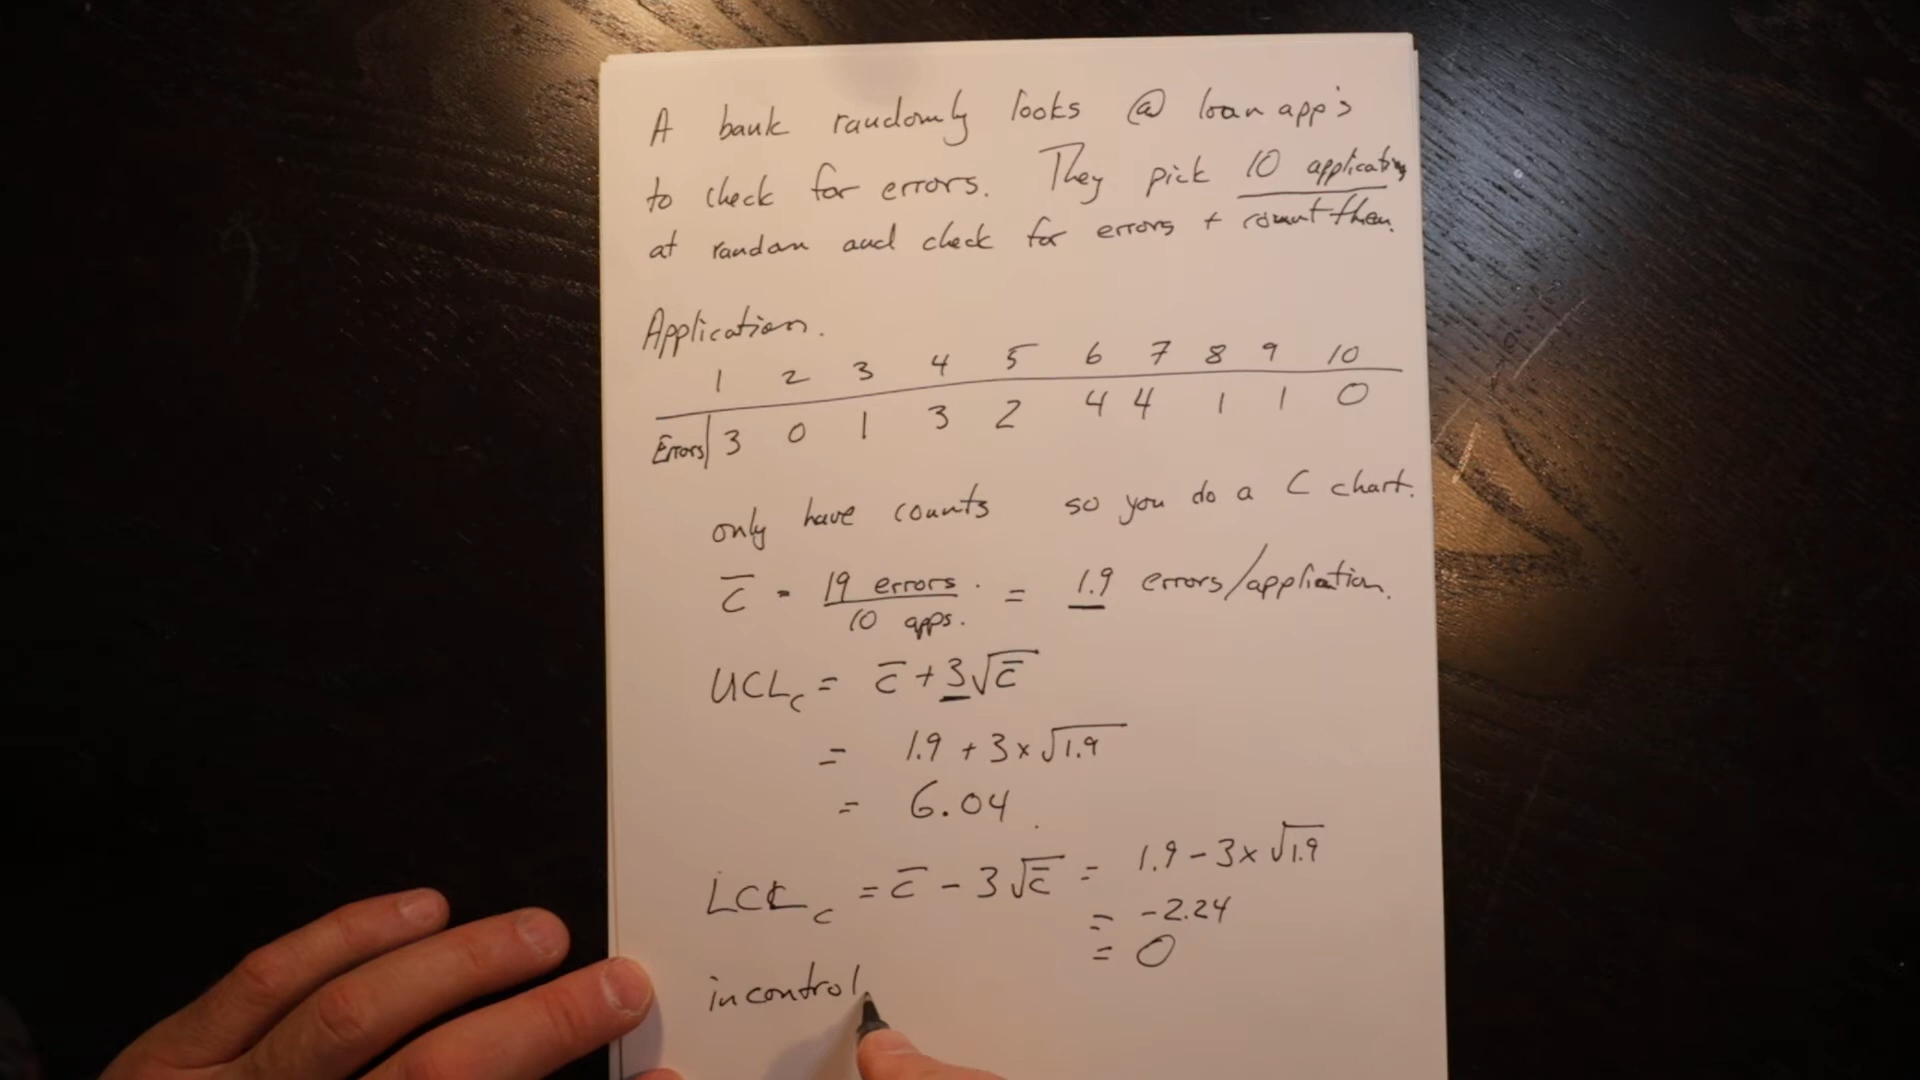 A bank randomly looks @ loan app's
to check for errors. They pick 10 applications
at random and check for errors + count them.
Application.
1 2 3 4 5 6 7 8 9 10
Errors 3 0 1 3 2 4 4 1 1 0
only have counts so you do a C chart.
c̄ = 19 errors / 10 apps. = 1.9 errors/application.
UCLc = c̄ + 3√c̄
= 1.9 + 3 x √1.9
= 6.04
LCLc = c̄ - 3√c̄ = 1.9 - 3 x √1.9
= -2.24
= 0
in control